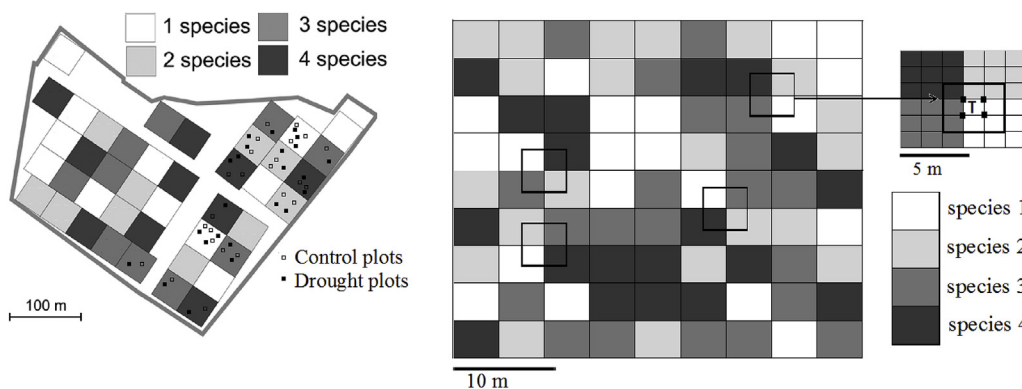 1 species
2 species
3 species
4 species
Control plots
Drought plots
100 m
10 m
T
5 m
species 1
species 2
species 3
species 4